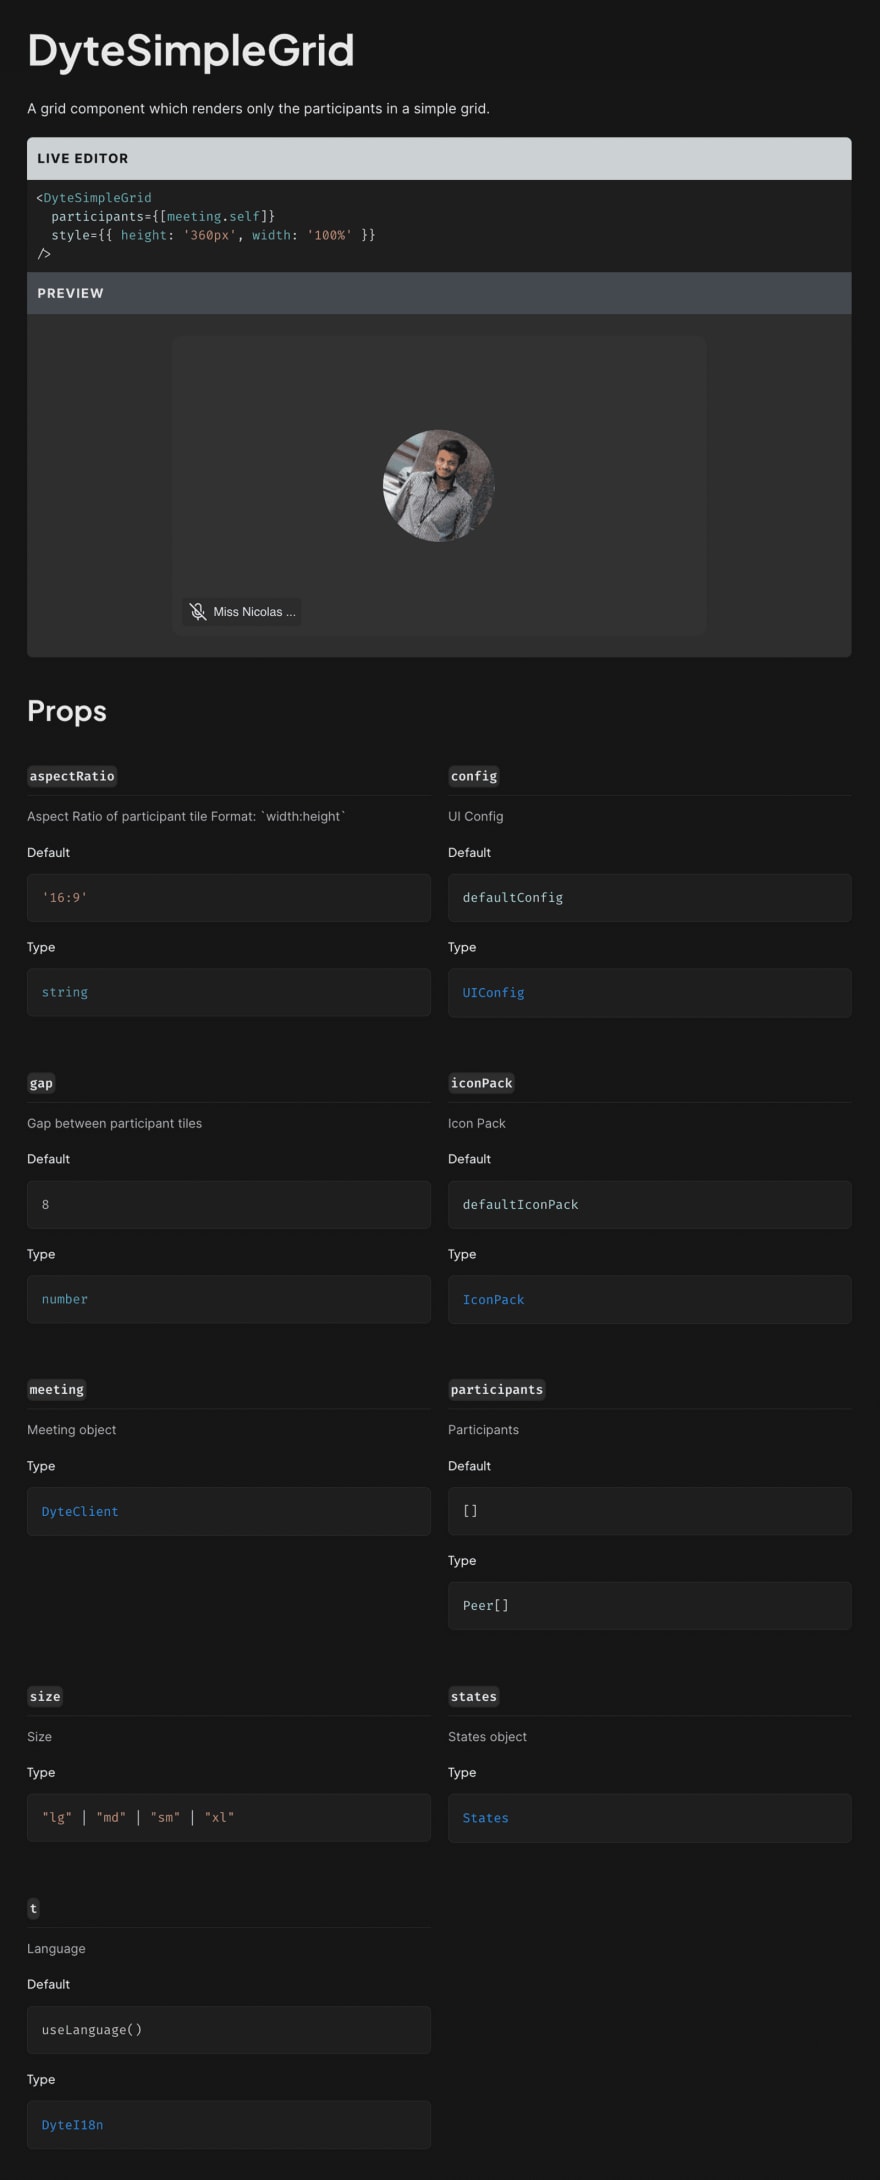 DyteSimpleGrid
A grid component which renders only the participants in a simple grid.
LIVE EDITOR
<DyteSimpleGrid
participants={[meeting.self]}
style={{ height: '360px', width: '100%' }}
/>
PREVIEW
Miss Nicolas ...
Props
aspectRatio
Aspect Ratio of participant tile Format: `width:height`
Default
'16:9'
Type
string
config
UI Config
Default
defaultConfig
Type
UIConfig
gap
Gap between participant tiles
Default
8
Type
number
iconPack
Icon Pack
Default
defaultIconPack
Type
IconPack
meeting
Meeting object
Type
DyteClient
participants
Participants
Default
[]
Type
Peer[]
size
Size
Type
"lg" | "md" | "sm" | "xl"
states
States object
Type
States
t
Language
Default
useLanguage()
Type
DyteI18n